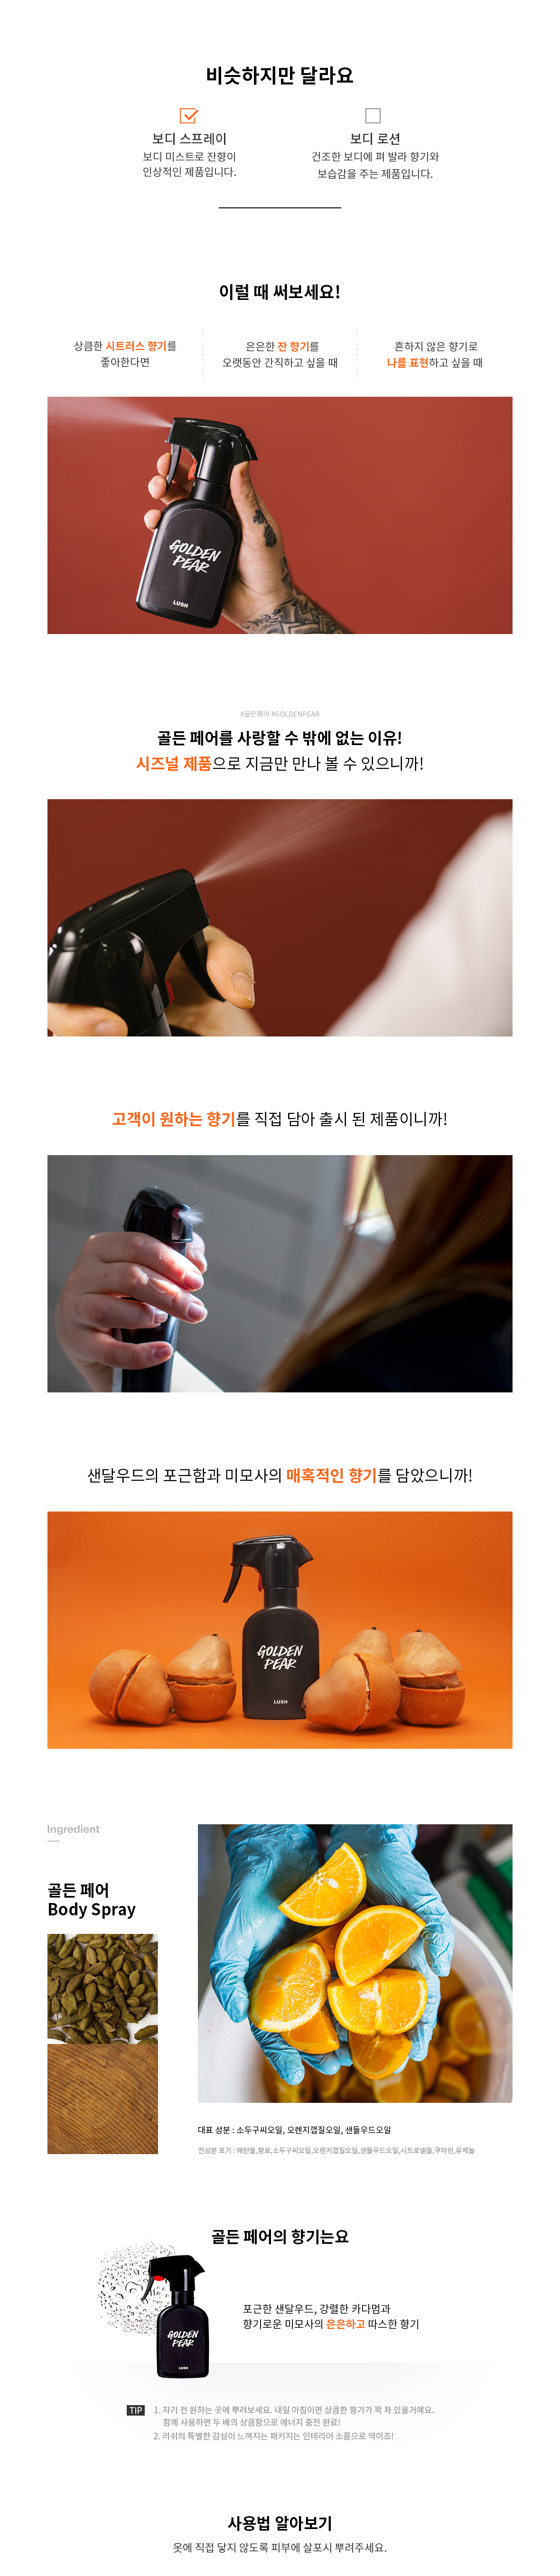 비슷하지만 달라요
보디 스프레이
보디 미스트로 잔향이
인상적인 제품입니다.
보디 로션
건조한 보디에 펴 발라 향기와
보습감을 주는 제품입니다.
이럴 때 써보세요!
상큼한 시트러스 향기를
좋아한다면
은은한 잔 향기를
오랫동안 간직하고 싶을 때
흔하지 않은 향기로
나를 표현하고 싶을 때
GOLDEN
PEAR
LUSH
#골든페어 #GOLDENPEAR
골든 페어를 사랑할 수 밖에 없는 이유!
시즈널 제품으로 지금만 만나 볼 수 있으니까!
고객이 원하는 향기를 직접 담아 출시 된 제품이니까!
샌달우드의 포근함과 미모사의 매혹적인 향기를 담았으니까!
GOLDEN
PEAR
LUSH
Ingredient
골든 페어
Body Spray
대표 성분 : 소두구씨오일, 오렌지껍질오일, 샌들우드오일
전성분 표기 : 에탄올,향료,소두구씨오일,오렌지껍질오일,샌들우드오일,시트로넬올,쿠마린,유제놀
골든 페어의 향기는요
GOLDEN
PEAR
LUSH
포근한 샌달우드, 강렬한 카다멈과
향기로운 미모사의 은은하고 따스한 향기
TIP 1. 자기 전 원하는 곳에 뿌려보세요. 내일 아침이면 상큼한 향기가 꽉 차 있을거예요.
함께 사용하면 두 배의 상큼함으로 에너지 충전 완료!
2. 러쉬의 특별한 감성이 느껴지는 패키지는 인테리어 소품으로 딱이죠!
사용법 알아보기
옷에 직접 닿지 않도록 피부에 살포시 뿌려주세요.